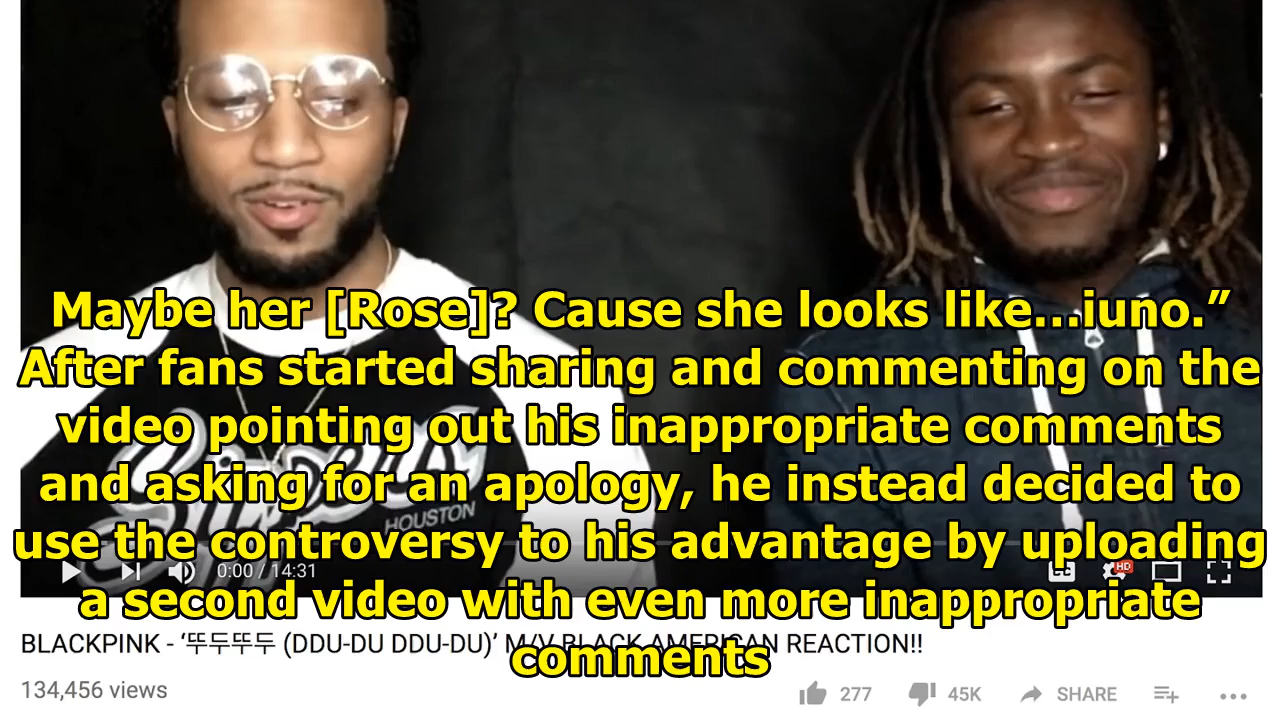 Maybe her [Rose]? Cause she looks like...iuno.”
After fans started sharing and commenting on the
video pointing out his inappropriate comments
and asking for an apology, he instead decided to
use the controversy to his advantage by uploading
a second video with even more inappropriate
comments
HOUSTON
0:00 / 14:31
CC
HD
BLACKPINK - ‘뚜두뚜두 (DDU-DU DDU-DU)’ M/V BLACK AMERICAN REACTION!!
134,456 views
277
45K
SHARE